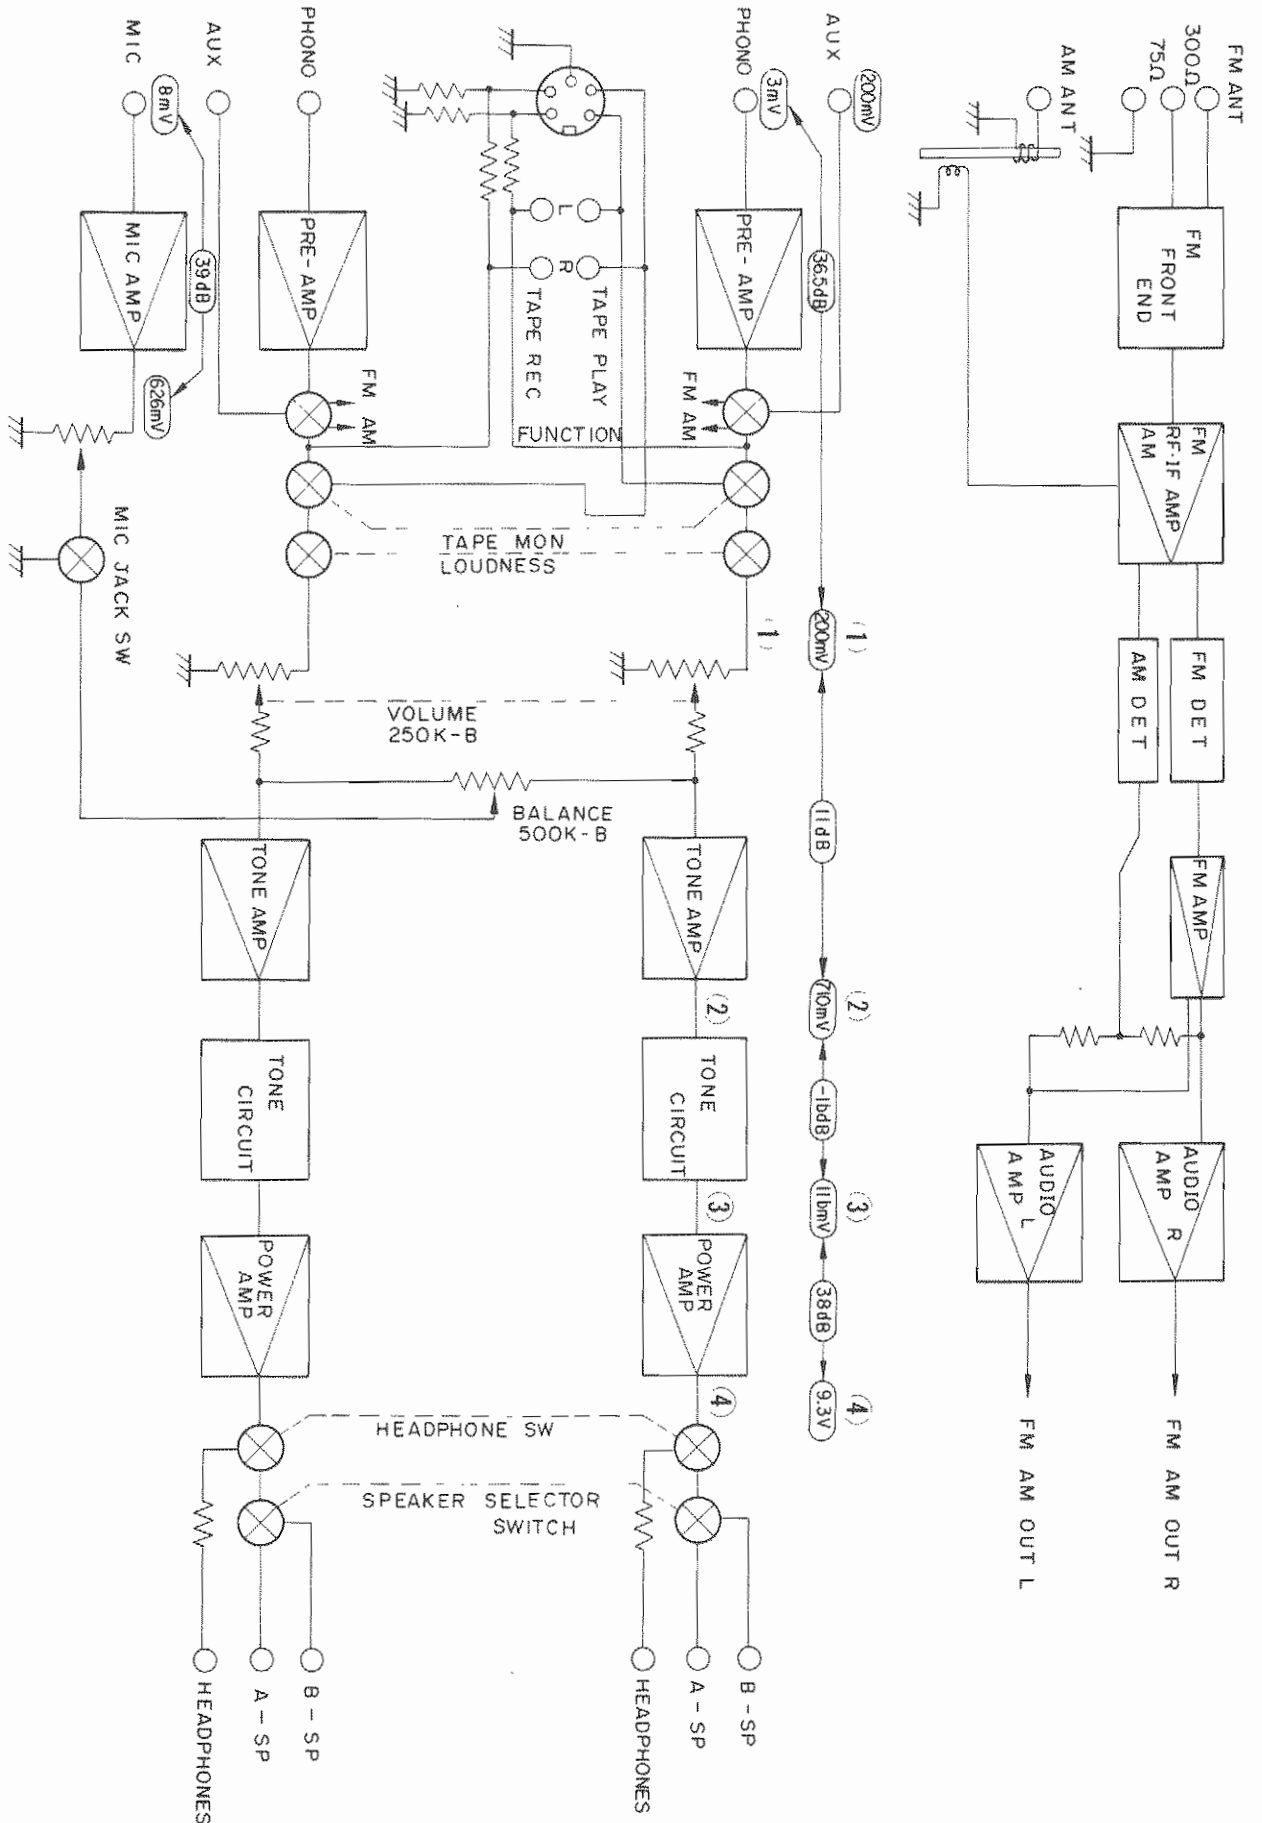 FM ANT
300Ω
75Ω
AM ANT
FM
FRONT
END
FM
RF-IF AMP
AM
FM DET
AM DET
FM AMP
AUDIO
AMP R
AUDIO
AMP L
FM AM OUT R
FM AM OUT L
AUX
200mV
PHONO
3mV
36.5dB
200mV
(1)
11dB
710mV
(2)
-16dB
116mV
(3)
38dB
9.3V
(4)
PRE-AMP
FM AM
(1)
TONE AMP
(2)
TONE
CIRCUIT
(3)
POWER
AMP
(4)
B-SP
A-SP
HEADPHONES
L
R
TAPE PLAY
TAPE REC
FUNCTION
TAPE MON
LOUDNESS
VOLUME
250K-B
BALANCE
500K-B
HEADPHONE SW
SPEAKER SELECTOR
SWITCH
PHONO
AUX
MIC
8mV
39dB
626mV
PRE-AMP
MIC AMP
FM AM
MIC JACK SW
TONE AMP
TONE
CIRCUIT
POWER
AMP
B-SP
A-SP
HEADPHONES